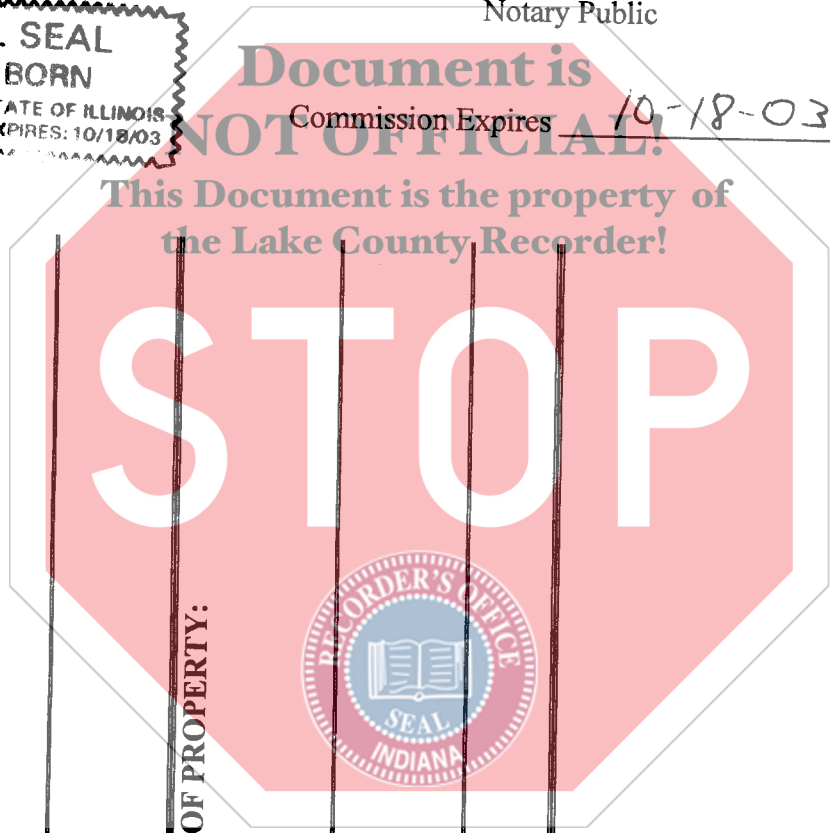 Notary Public
. SEAL
BORN
ATE OF ILLINOIS
PIRES: 10/18/03
Commission Expires 10-18-03
Document is
NOT OFFICIAL!
This Document is the property of
the Lake County Recorder!
STOP
OF PROPERTY:
RECORDER'S OFFICE
SEAL
INDIANA